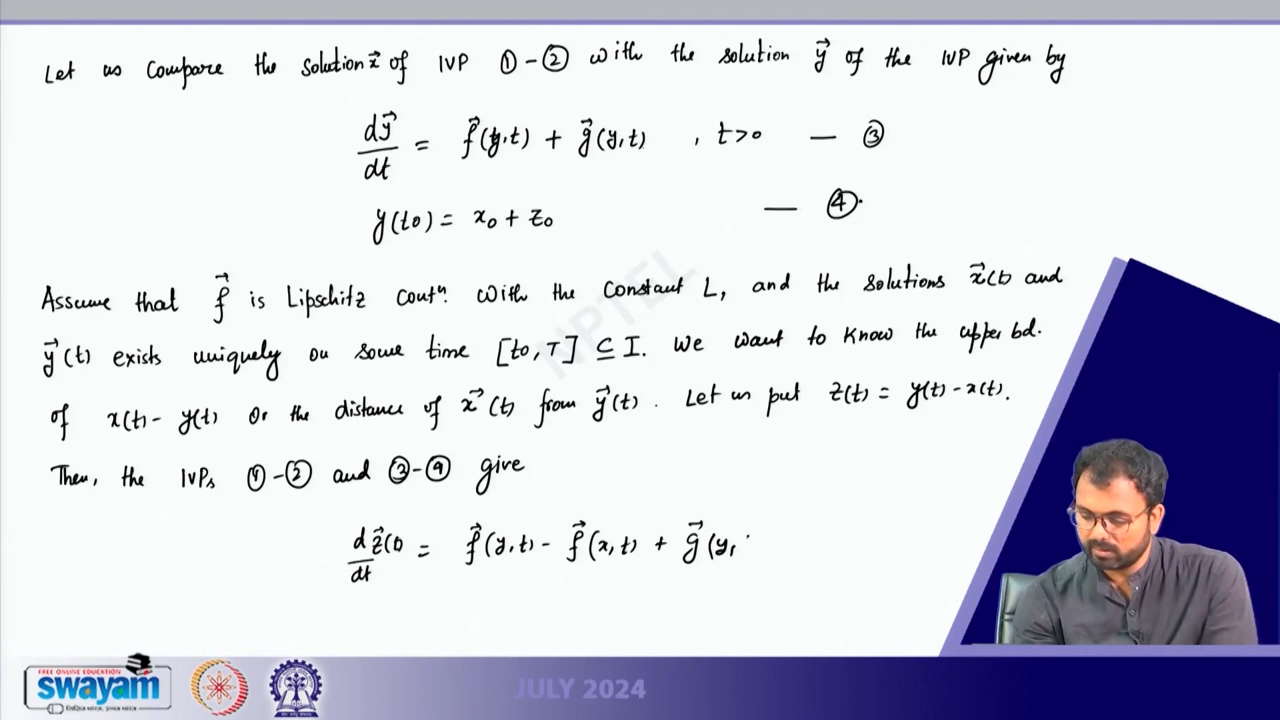 Let us compare the solution x⃗ of IVP ①-② with the solution y⃗ of the IVP given by
dy⃗/dt = f⃗(y,t) + g⃗(y,t) , t>0 — ③
y(t0) = x0 + z0 — ④
Assume that f⃗ is Lipschitz contⁿ. with the constant L, and the solutions x⃗(t) and
y⃗(t) exists uniquely on some time [t0,T] ⊆ I. We want to know the upper bd.
of x(t) - y(t) or the distance of x⃗(t) from y⃗(t). Let us put z(t) = y(t) - x(t).
Then, the IVPs ①-② and ③-④ give
dz⃗(t)/dt = f⃗(y,t) - f⃗(x,t) + g⃗(y,
NPTEL
FREE ONLINE EDUCATION
swayam
JULY 2024